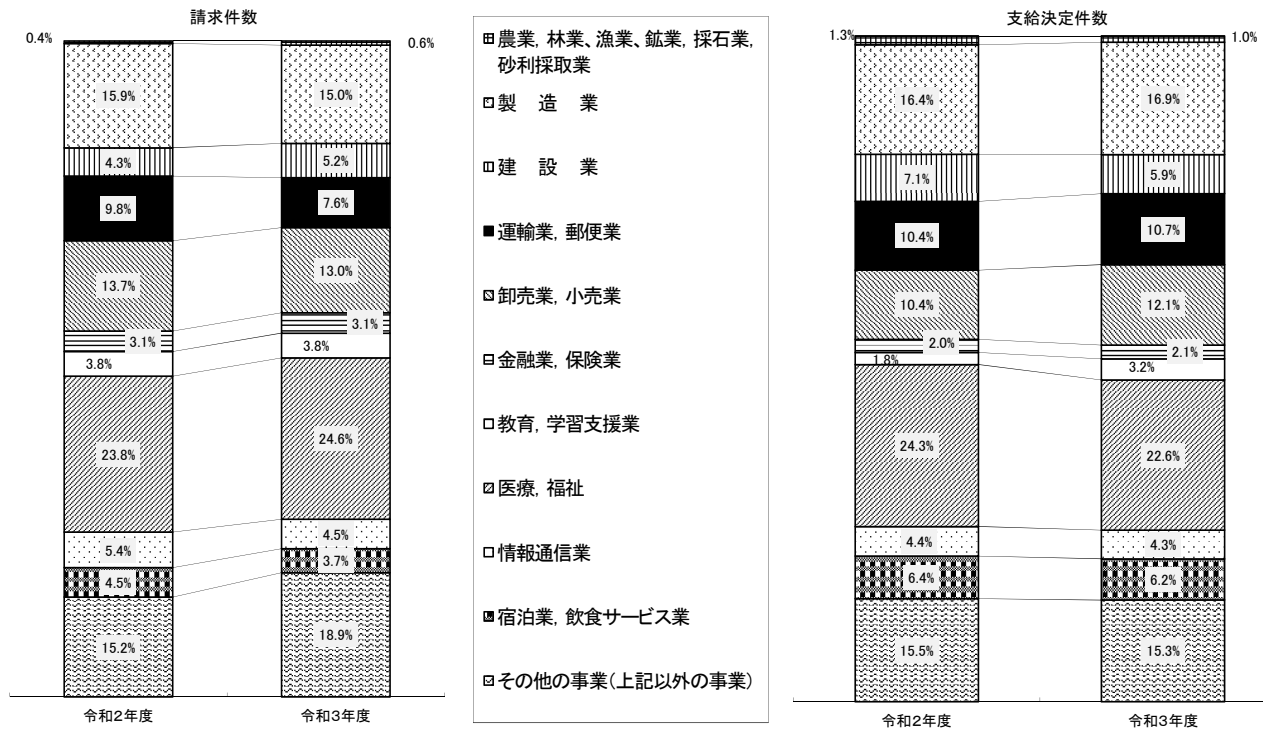 請求件数
0.4%
0.6%
15.9%
15.0%
4.3%
5.2%
9.8%
7.6%
13.7%
13.0%
3.1%
3.1%
3.8%
3.8%
23.8%
24.6%
5.4%
4.5%
4.5%
3.7%
15.2%
18.9%
令和2年度
令和3年度
農業, 林業、漁業、鉱業, 採石業,
砂利採取業
製 造 業
建 設 業
運輸業, 郵便業
卸売業, 小売業
金融業, 保険業
教育, 学習支援業
医療, 福祉
情報通信業
宿泊業, 飲食サービス業
その他の事業(上記以外の事業)
支給決定件数
1.3%
1.0%
16.4%
16.9%
7.1%
5.9%
10.4%
10.7%
10.4%
12.1%
2.0%
2.1%
1.8%
3.2%
24.3%
22.6%
4.4%
4.3%
6.4%
6.2%
15.5%
15.3%
令和2年度
令和3年度